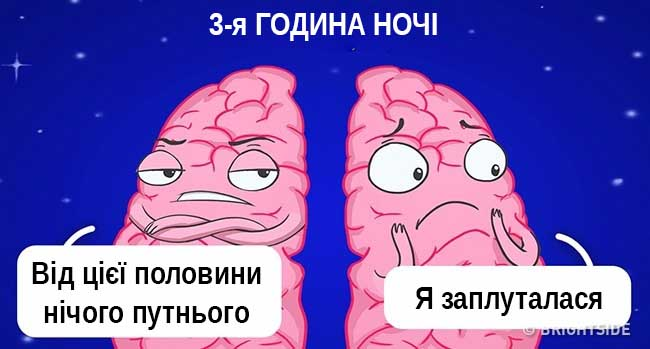 3-я ГОДИНА НОЧІ
Від цієї половини
нічого путнього
Я заплуталася
© BRIGHTSIDE